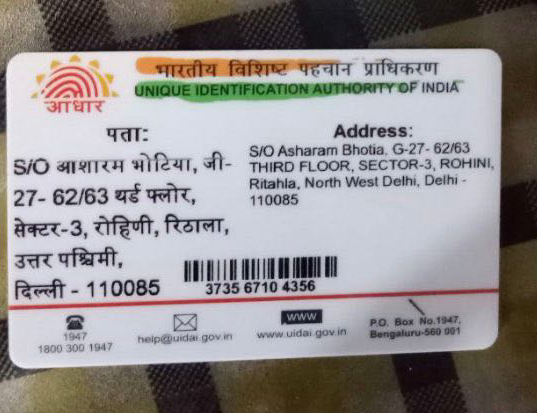 भारतीय विशिष्ट पहचान प्राधिकरण
UNIQUE IDENTIFICATION AUTHORITY OF INDIA
आधार
पता:
S/O आशारम भोटिया, जी-
27- 62/63 थर्ड फ्लोर,
सेक्टर-3, रोहिणी, रिठाला,
उत्तर पश्चिमी,
दिल्ली - 110085
Address:
S/O Asharam Bhotia, G-27- 62/63
THIRD FLOOR, SECTOR-3, ROHINI,
Ritahla, North West Delhi, Delhi -
110085
3735 6710 4356
1947
1800 300 1947
help@uidai.gov.in
WWW
www.uidai.gov.in
P.O. Box No.1947,
Bengaluru-560 001